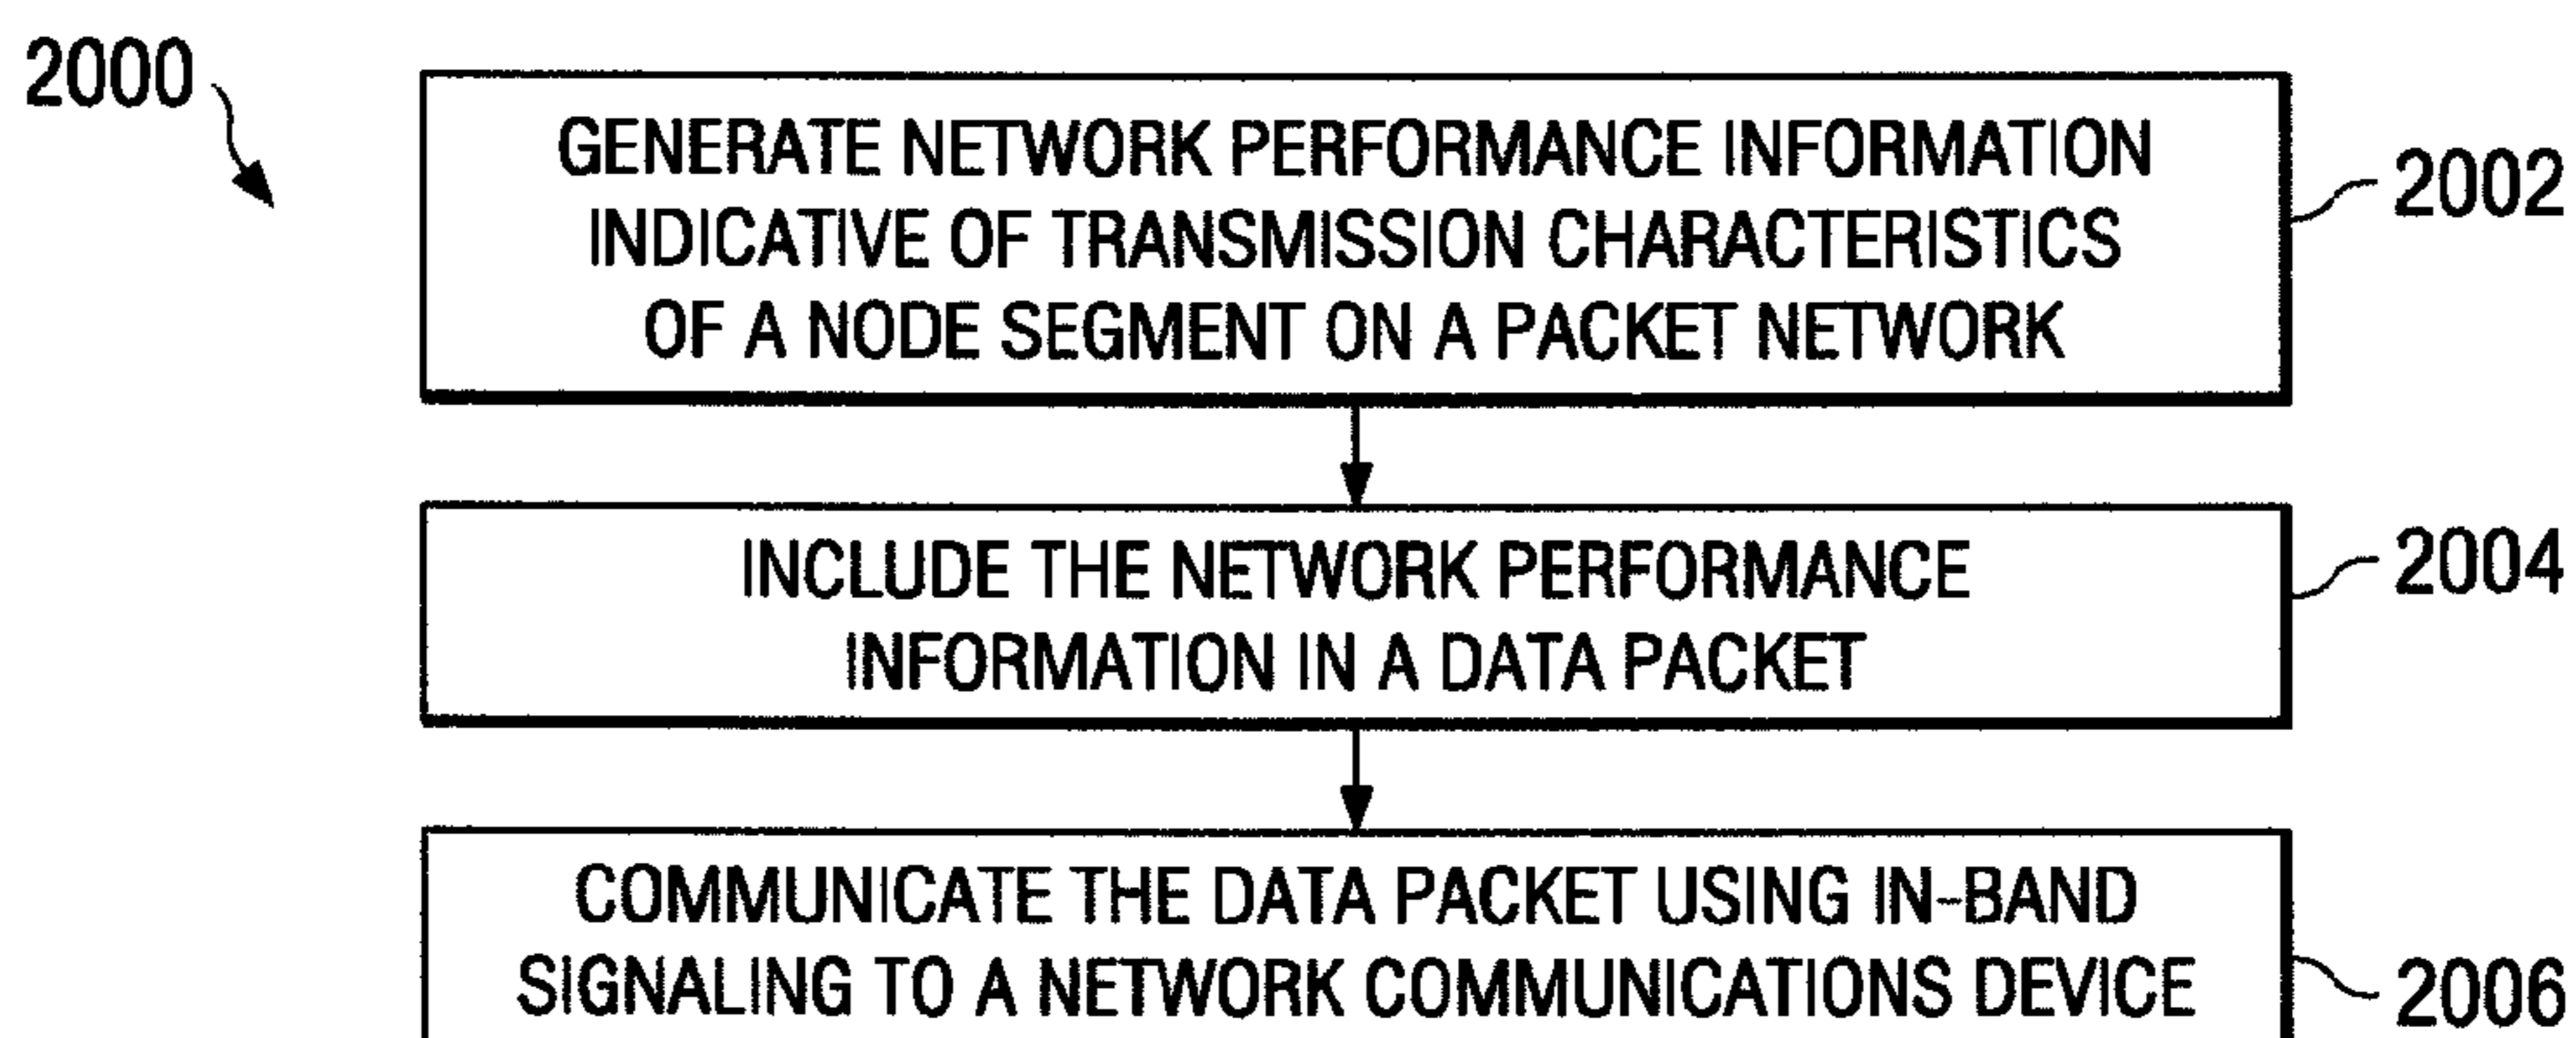 2000
GENERATE NETWORK PERFORMANCE INFORMATION
INDICATIVE OF TRANSMISSION CHARACTERISTICS
OF A NODE SEGMENT ON A PACKET NETWORK
2002
INCLUDE THE NETWORK PERFORMANCE
INFORMATION IN A DATA PACKET
2004
COMMUNICATE THE DATA PACKET USING IN-BAND
SIGNALING TO A NETWORK COMMUNICATIONS DEVICE
2006